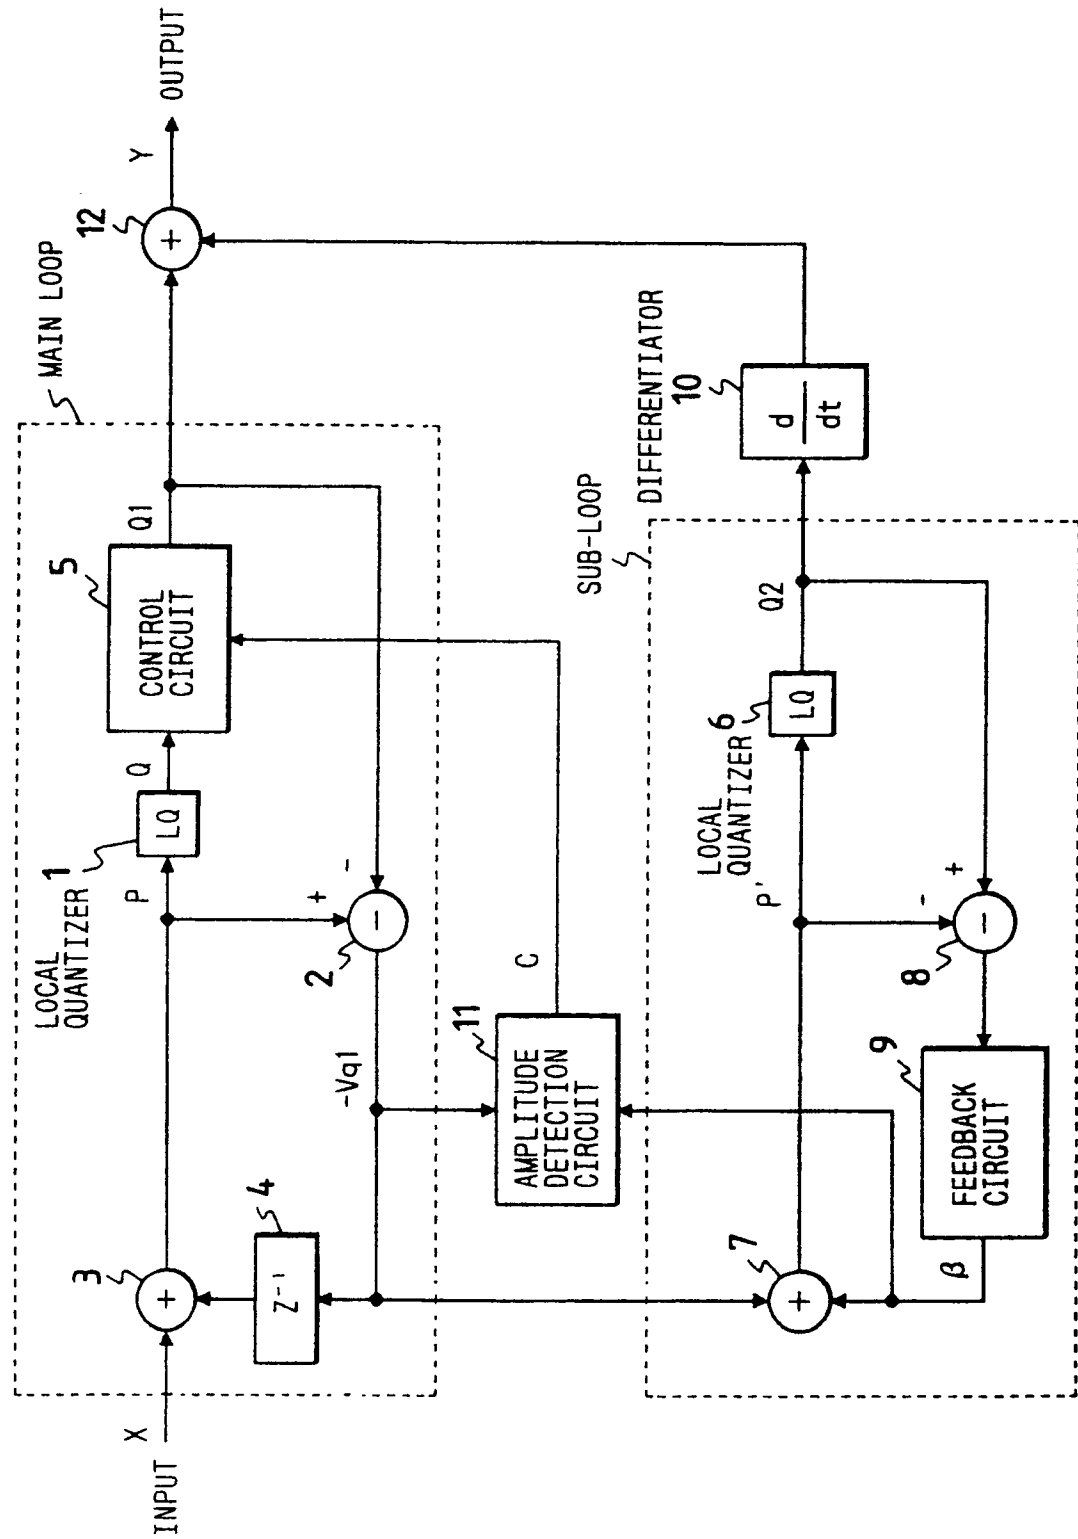 INPUT
X
3
+
Z⁻¹
4
LOCAL
QUANTIZER 1
P
LQ
Q
5
CONTROL
CIRCUIT
Q1
MAIN LOOP
12
+
Y
OUTPUT
+
-
-
2
-Vq1
C
11
AMPLITUDE
DETECTION
CIRCUIT
7
+
β
9
FEEDBACK
CIRCUIT
8
-
-
+
P'
LOCAL
QUANTIZER 6
LQ
Q2
SUB-LOOP
DIFFERENTIATOR
10
d
dt